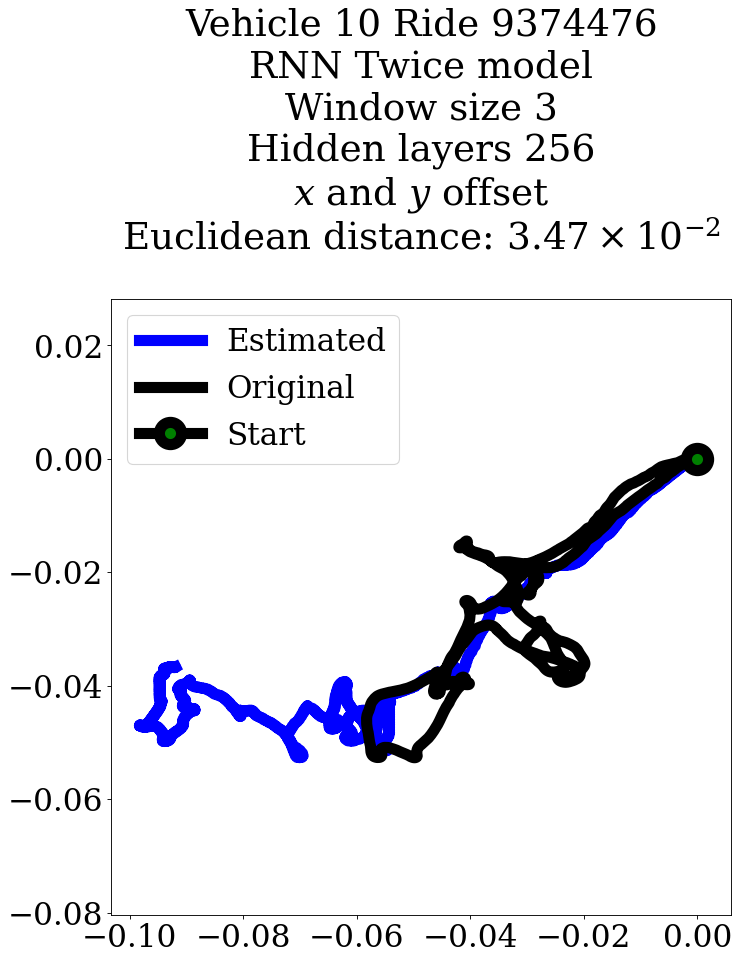 Vehicle 10 Ride 9374476
RNN Twice model
Window size 3
Hidden layers 256
x and y offset
Euclidean distance: 3.47 × 10⁻²
Estimated
Original
Start
0.02
0.00
−0.02
−0.04
−0.06
−0.08
−0.10 −0.08 −0.06 −0.04 −0.02 0.00